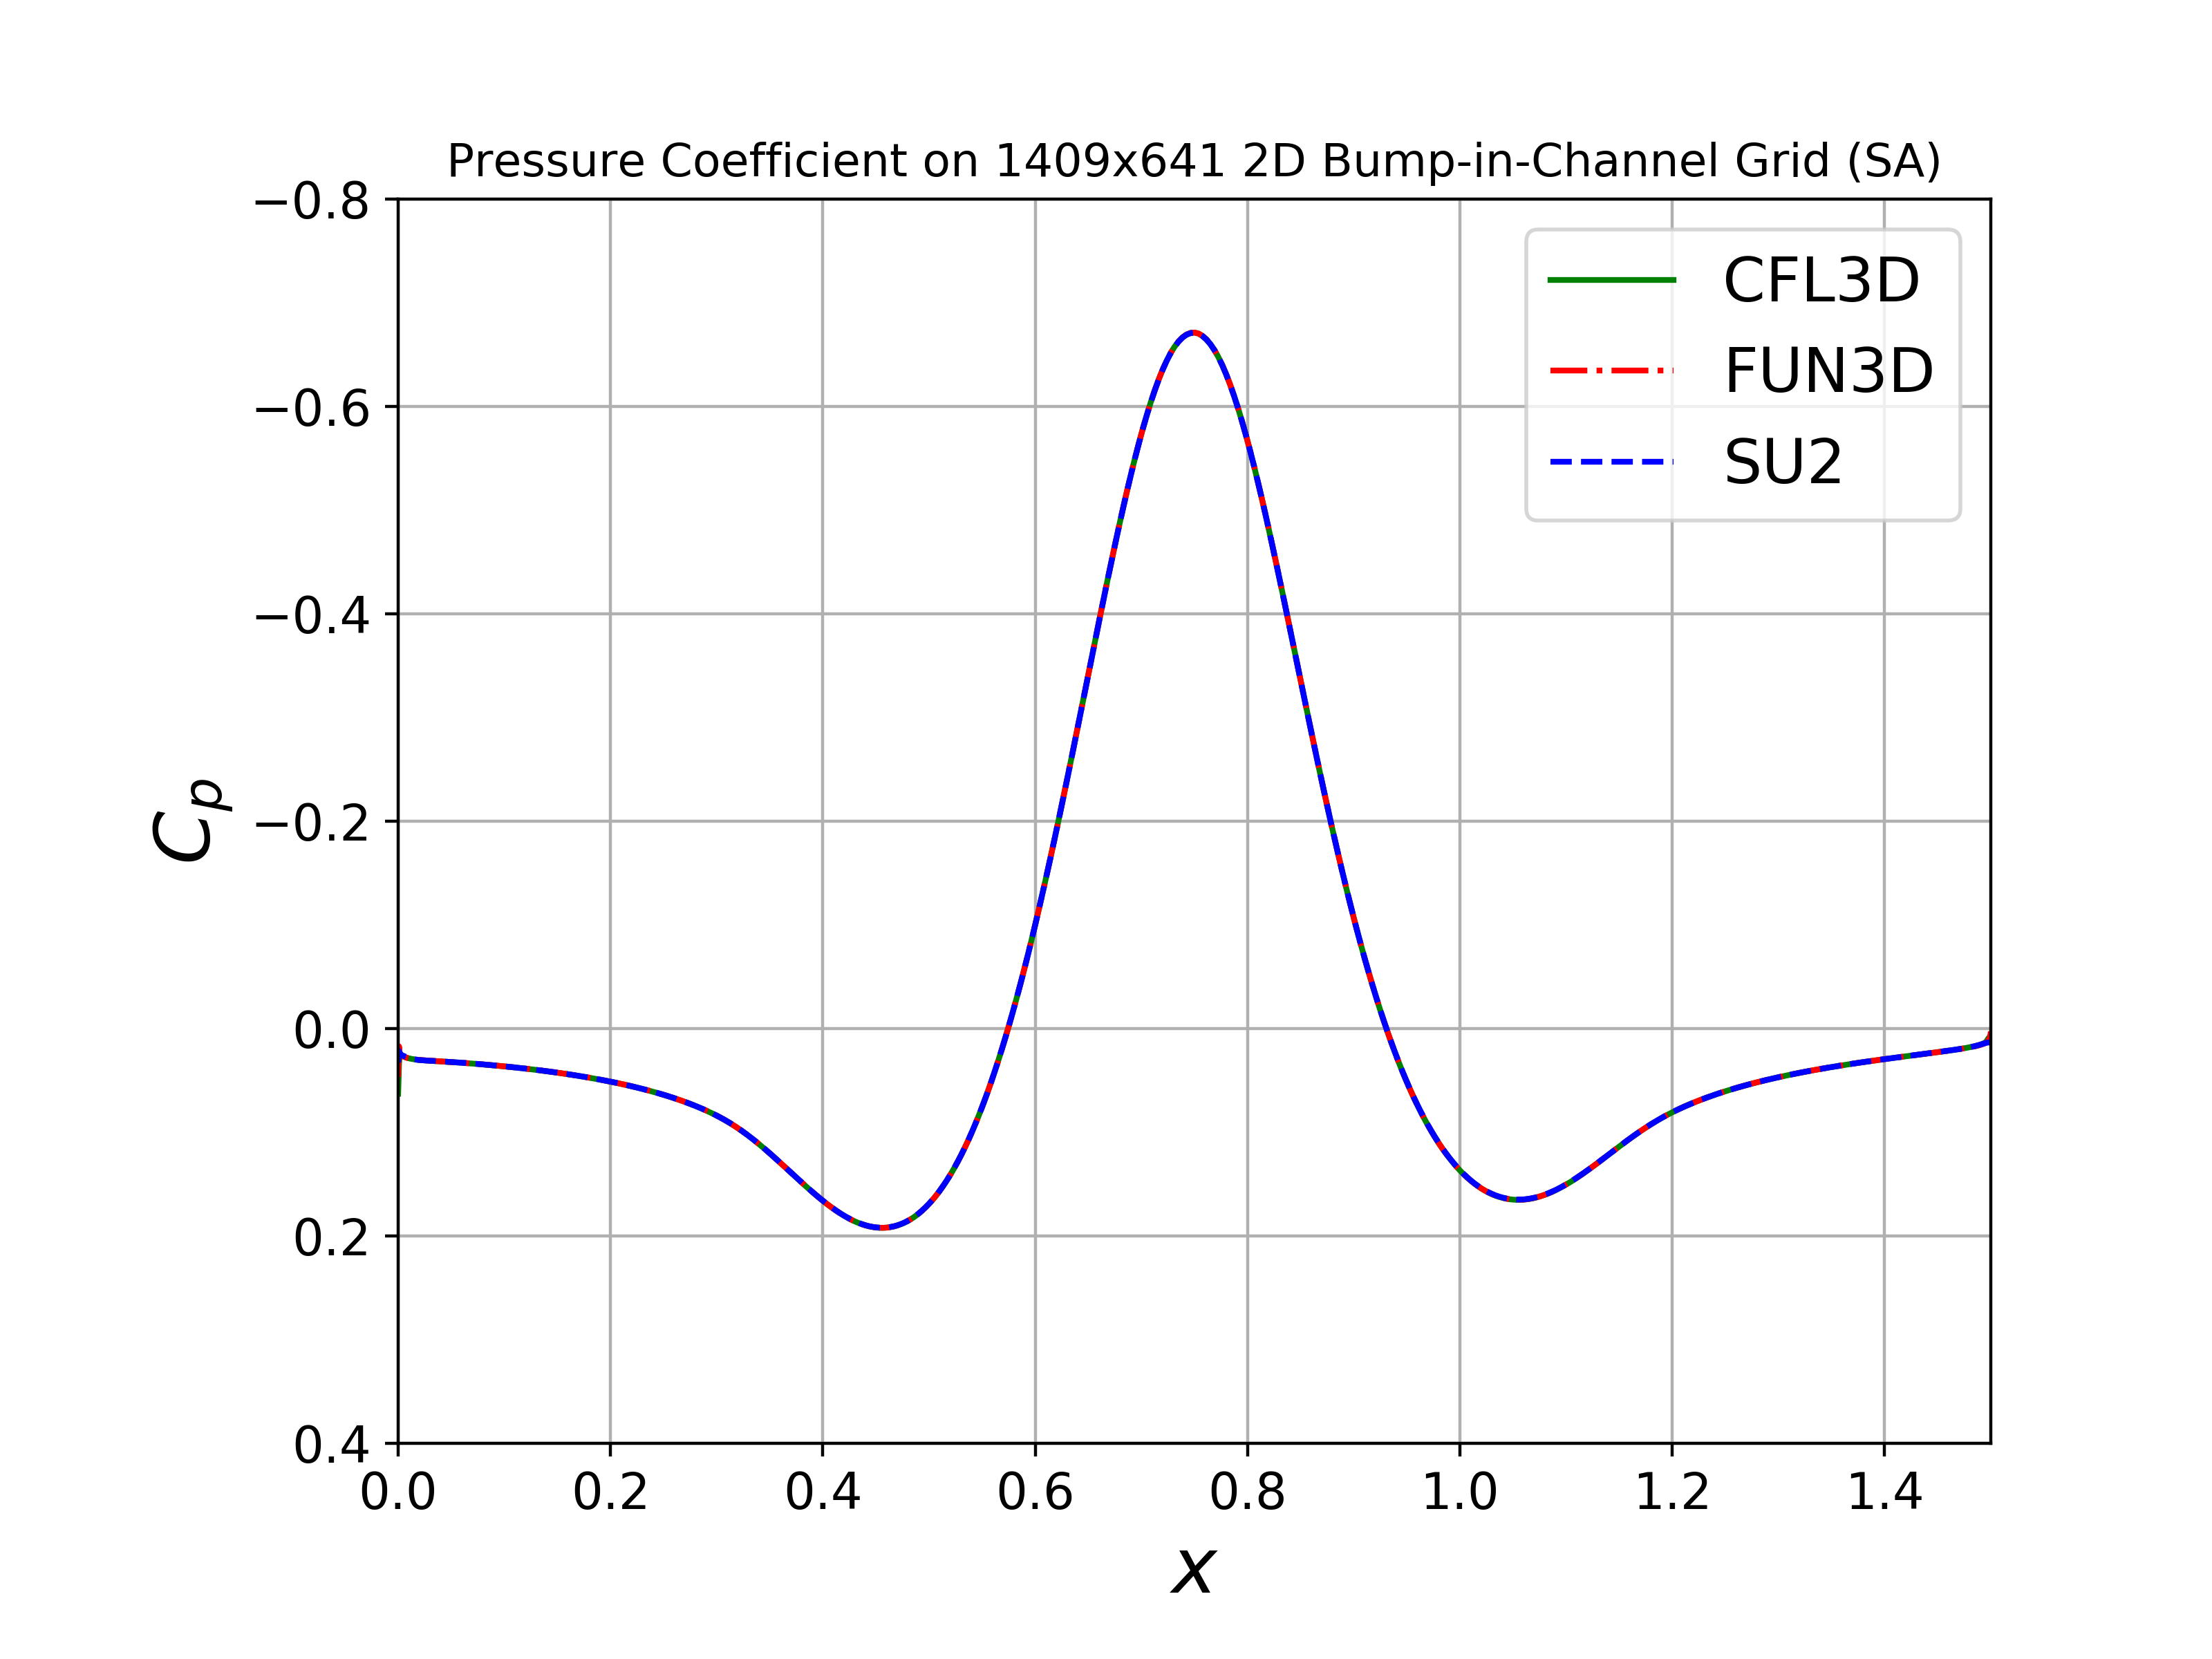 Pressure Coefficient on 1409x641 2D Bump-in-Channel Grid (SA)
−0.8
−0.6
−0.4
−0.2
0.0
0.2
0.4
Cp
CFL3D
FUN3D
SU2
0.0 0.2 0.4 0.6 0.8 1.0 1.2 1.4
x